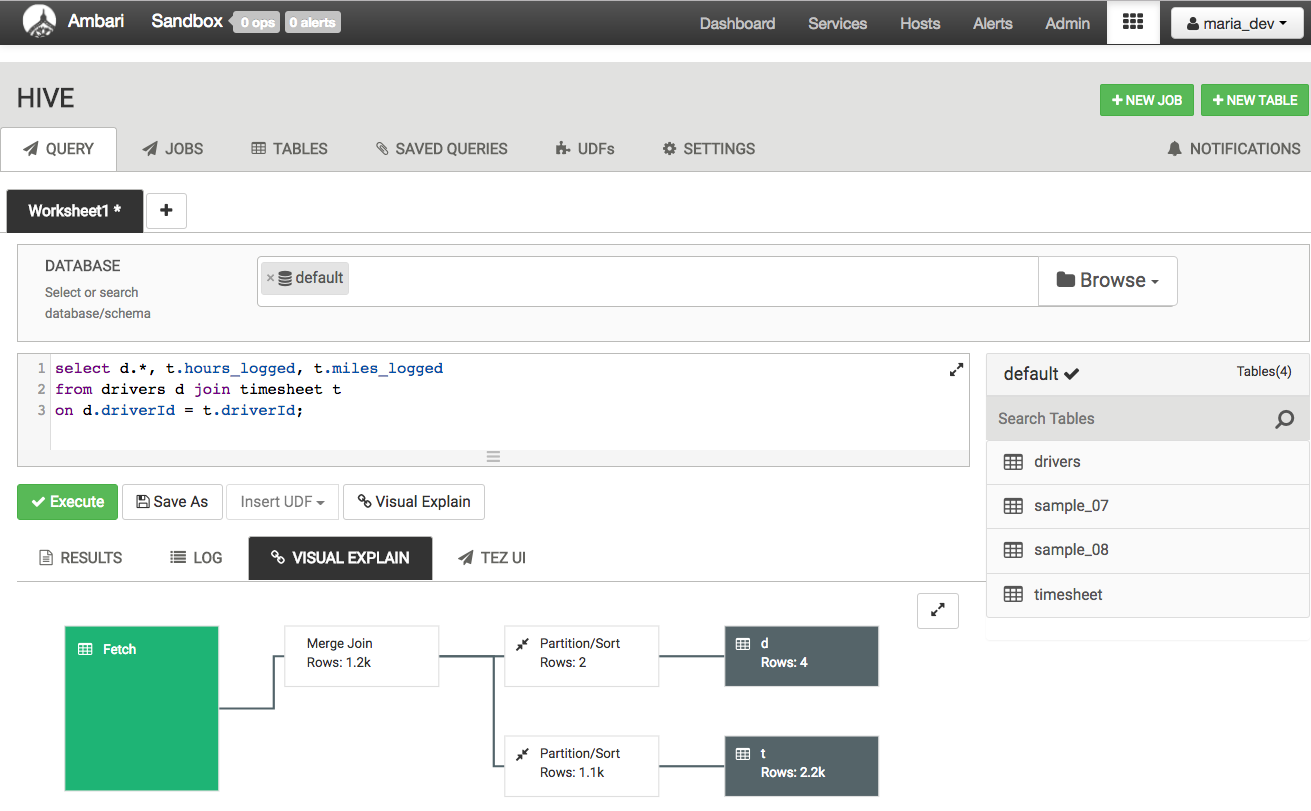 Ambari Sandbox 0 ops 0 alerts Dashboard Services Hosts Alerts Admin maria_dev
HIVE
+ NEW JOB + NEW TABLE
QUERY JOBS TABLES SAVED QUERIES UDFs SETTINGS NOTIFICATIONS
Worksheet1 * +
DATABASE
Select or search
database/schema
× default
Browse
1 select d.*, t.hours_logged, t.miles_logged
2 from drivers d join timesheet t
3 on d.driverId = t.driverId;
default Tables(4)
Search Tables
drivers
sample_07
sample_08
timesheet
Execute Save As Insert UDF Visual Explain
RESULTS LOG VISUAL EXPLAIN TEZ UI
Fetch
Merge Join
Rows: 1.2k
Partition/Sort
Rows: 2
d
Rows: 4
Partition/Sort
Rows: 1.1k
t
Rows: 2.2k